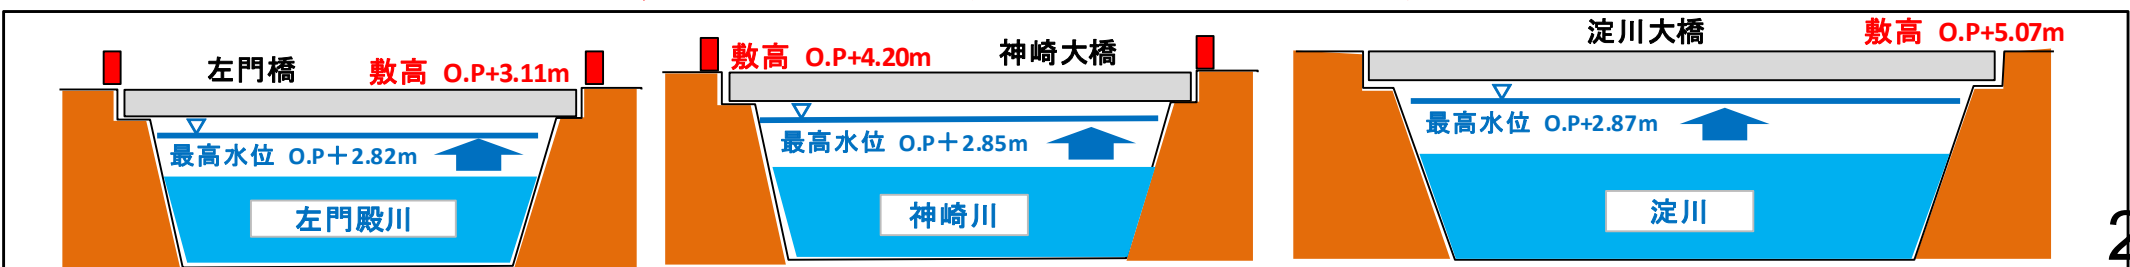 左門橋 敷高 O.P+3.11m
最高水位 O.P＋2.82m
左門殿川
敷高 O.P+4.20m 神崎大橋
最高水位 O.P＋2.85m
神崎川
淀川大橋 敷高 O.P+5.07m
最高水位 O.P+2.87m
淀川
2